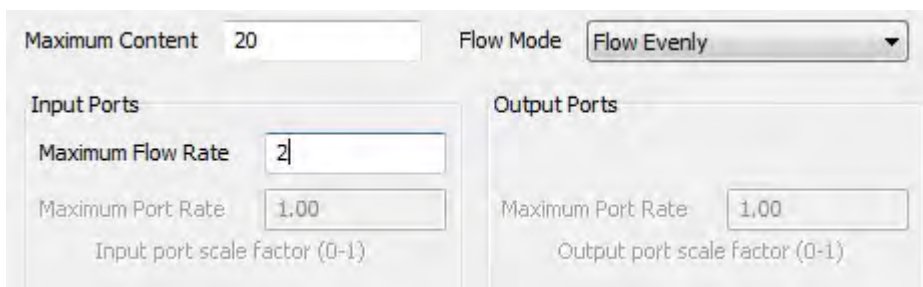 Maximum Content 20 Flow Mode Flow Evenly
Input Ports Output Ports
Maximum Flow Rate 2
Maximum Port Rate 1.00 Maximum Port Rate 1.00
Input port scale factor (0-1) Output port scale factor (0-1)